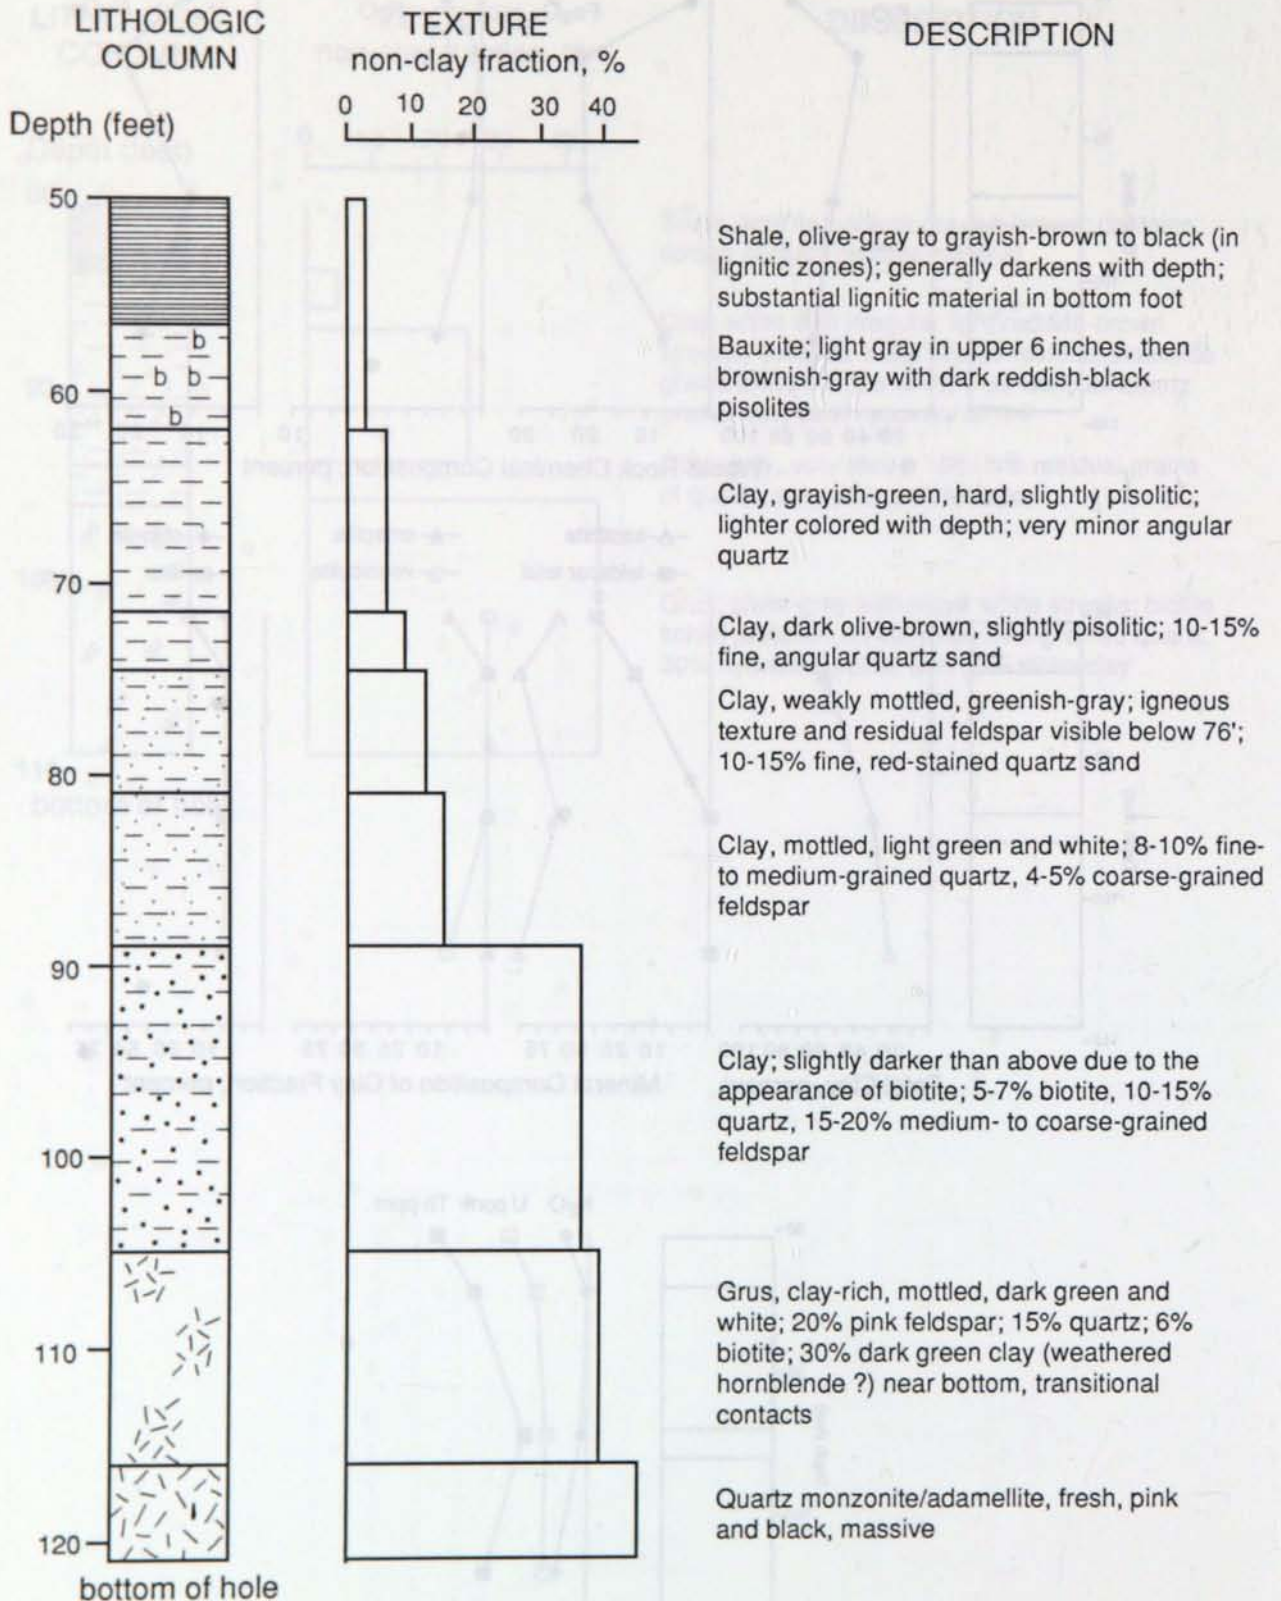 LITHOLOGIC
COLUMN
TEXTURE
non-clay fraction, %
DESCRIPTION
0 10 20 30 40
Depth (feet)
50
60
70
80
90
100
110
120
b
b b
b
Shale, olive-gray to grayish-brown to black (in
lignitic zones); generally darkens with depth;
substantial lignitic material in bottom foot
Bauxite; light gray in upper 6 inches, then
brownish-gray with dark reddish-black
pisolites
Clay, grayish-green, hard, slightly pisolitic;
lighter colored with depth; very minor angular
quartz
Clay, dark olive-brown, slightly pisolitic; 10-15%
fine, angular quartz sand
Clay, weakly mottled, greenish-gray; igneous
texture and residual feldspar visible below 76';
10-15% fine, red-stained quartz sand
Clay, mottled, light green and white; 8-10% fine-
to medium-grained quartz, 4-5% coarse-grained
feldspar
Clay; slightly darker than above due to the
appearance of biotite; 5-7% biotite, 10-15%
quartz, 15-20% medium- to coarse-grained
feldspar
Grus, clay-rich, mottled, dark green and
white; 20% pink feldspar; 15% quartz; 6%
biotite; 30% dark green clay (weathered
hornblende ?) near bottom, transitional
contacts
Quartz monzonite/adamellite, fresh, pink
and black, massive
bottom of hole